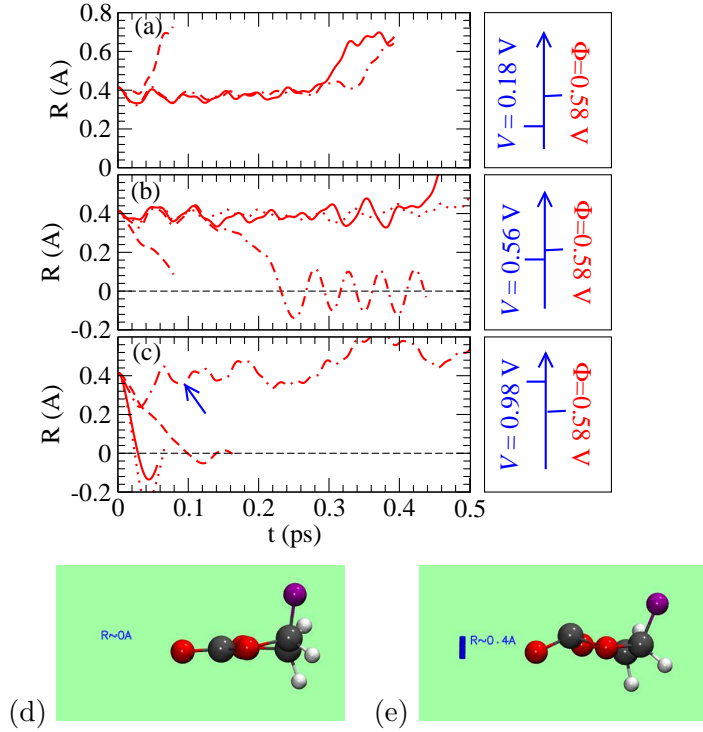 (a)
0.8
0.6
0.4
0.2
0
R (A)
V = 0.18 V
Φ=0.58 V
(b)
0.4
0.2
0
-0.2
R (A)
V = 0.56 V
Φ=0.58 V
(c)
0.4
0.2
0
-0.2
R (A)
V = 0.98 V
Φ=0.58 V
0 0.1 0.2 0.3 0.4 0.5
t (ps)
R~0A
R~0.4A
(d)
(e)